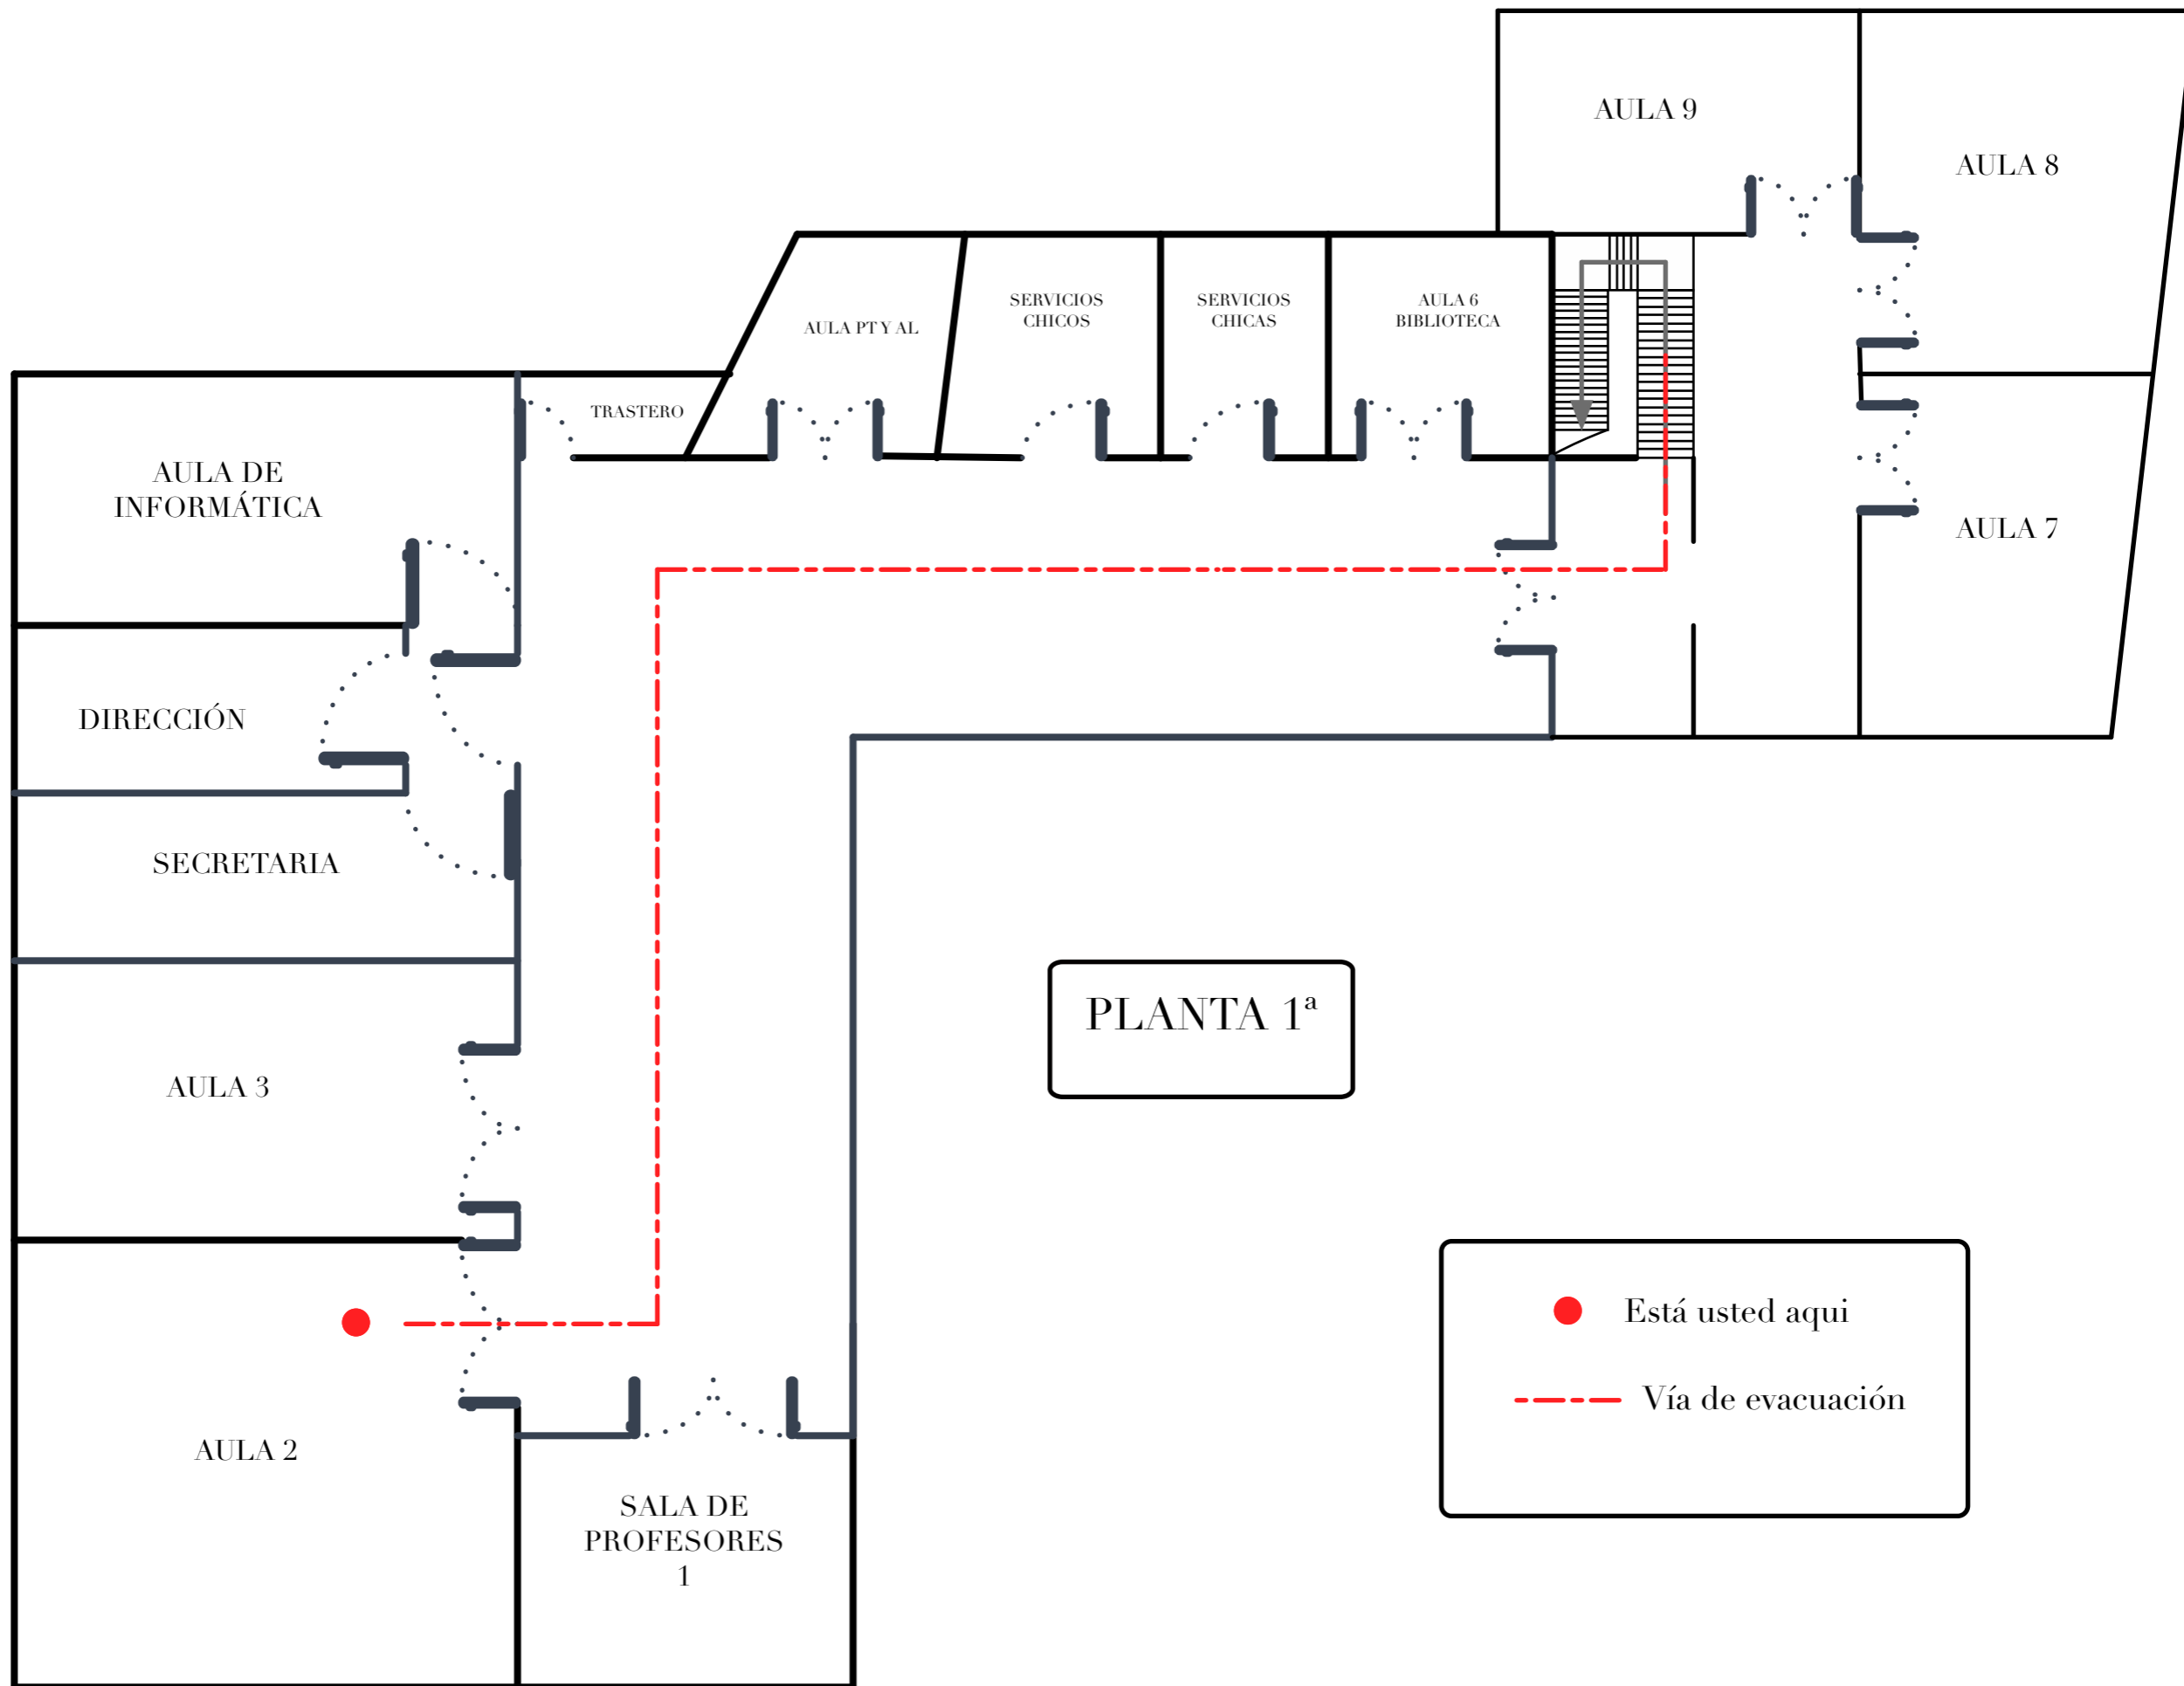 AULA 9
AULA 8
SERVICIOS
CHICOS
SERVICIOS
CHICAS
AULA 6
BIBLIOTECA
AULA PT Y AL
TRASTERO
AULA DE
INFORMÁTICA
AULA 7
DIRECCIÓN
SECRETARIA
PLANTA 1ª
AULA 3
Está usted aqui
Vía de evacuación
AULA 2
SALA DE
PROFESORES
1